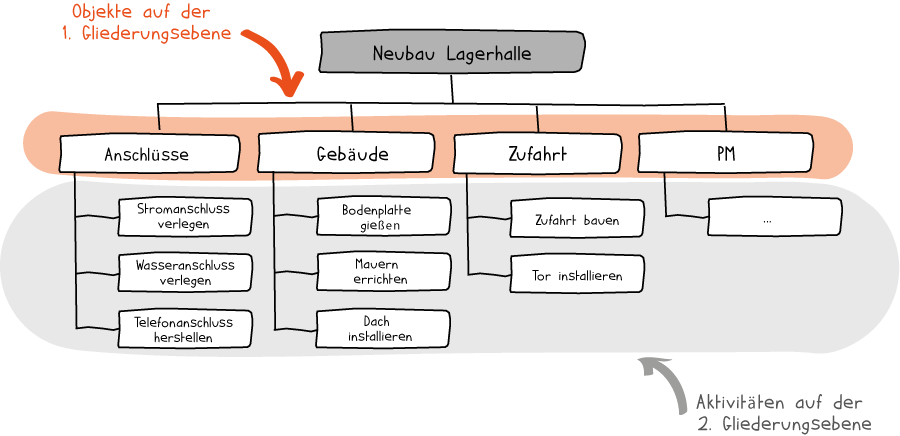 Objekte auf der
1. Gliederungsebene
Neubau Lagerhalle
Anschlüsse
Gebäude
Zufahrt
PM
Stromanschluss
verlegen
Wasseranschluss
verlegen
Telefonanschluss
herstellen
Bodenplatte
gießen
Mauern
errichten
Dach
installieren
Zufahrt bauen
Tor installieren
...
Aktivitäten auf der
2. Gliederungsebene